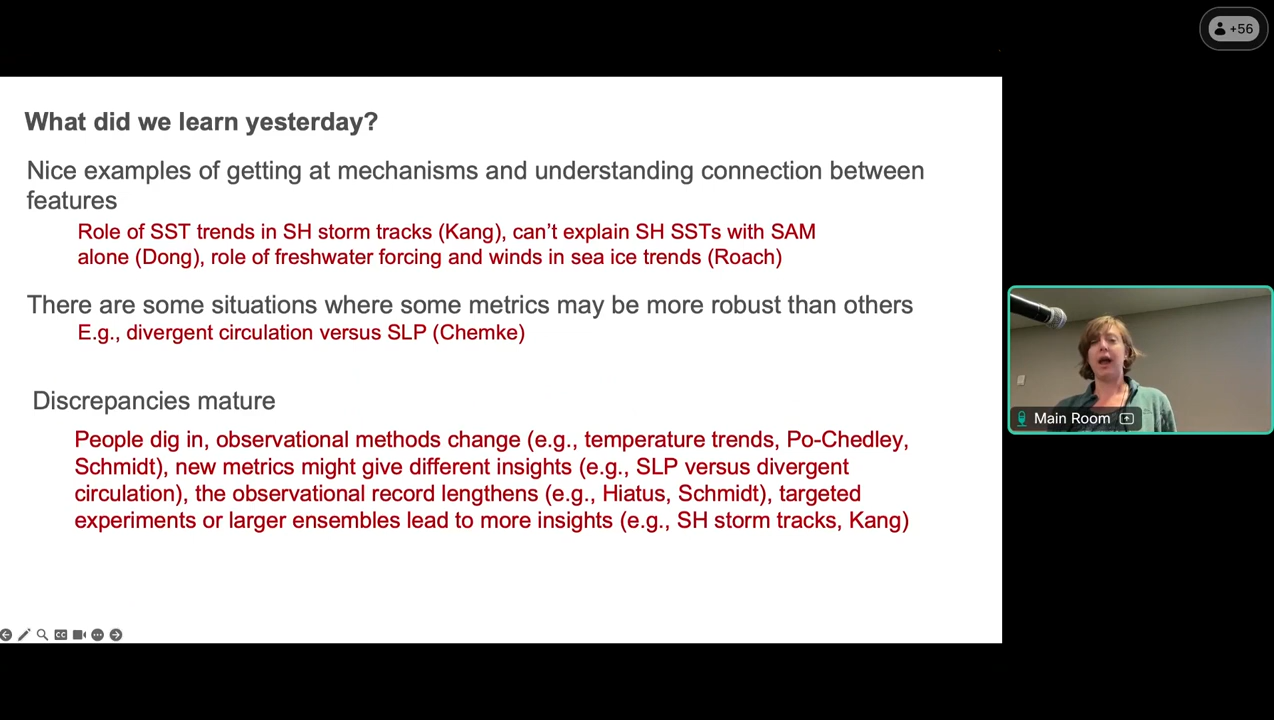 +56
What did we learn yesterday?
Nice examples of getting at mechanisms and understanding connection between
features
Role of SST trends in SH storm tracks (Kang), can’t explain SH SSTs with SAM
alone (Dong), role of freshwater forcing and winds in sea ice trends (Roach)
There are some situations where some metrics may be more robust than others
E.g., divergent circulation versus SLP (Chemke)
Discrepancies mature
People dig in, observational methods change (e.g., temperature trends, Po-Chedley,
Schmidt), new metrics might give different insights (e.g., SLP versus divergent
circulation), the observational record lengthens (e.g., Hiatus, Schmidt), targeted
experiments or larger ensembles lead to more insights (e.g., SH storm tracks, Kang)
Main Room
CC